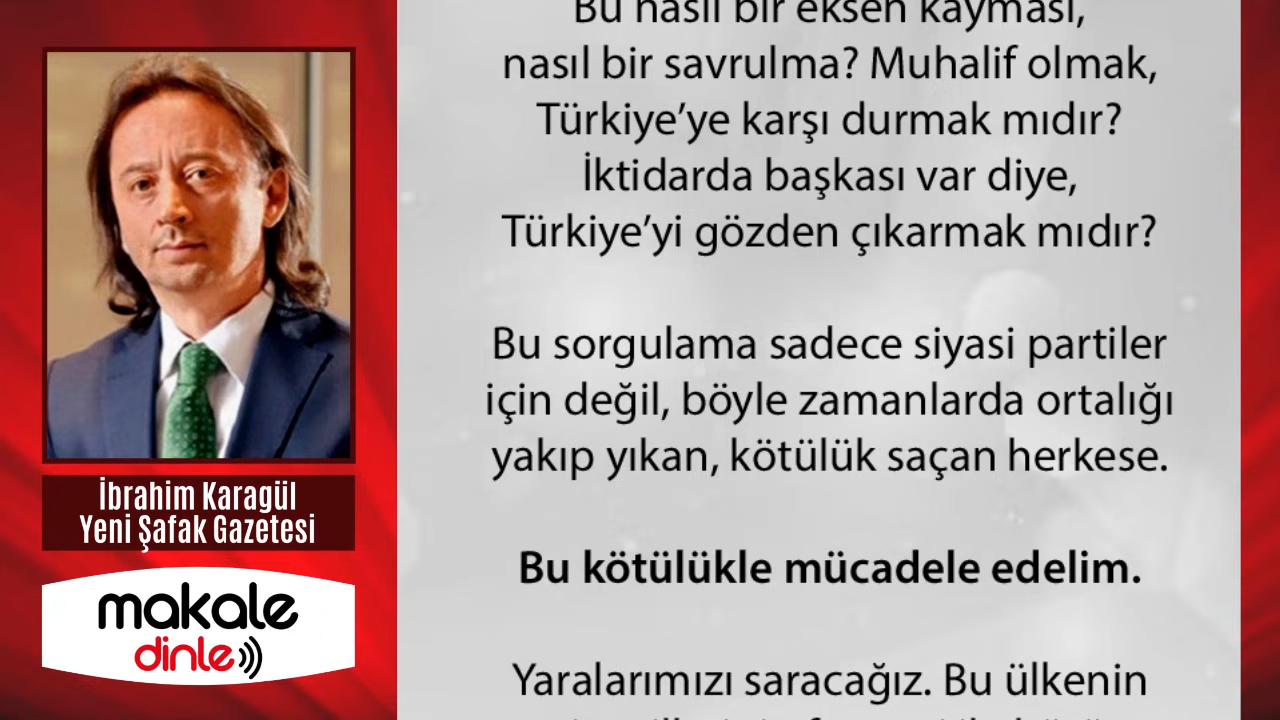 Bu nasıl bir eksen kayması,
nasıl bir savrulma? Muhalif olmak,
Türkiye’ye karşı durmak mıdır?
İktidarda başkası var diye,
Türkiye’yi gözden çıkarmak mıdır?
Bu sorgulama sadece siyasi partiler
için değil, böyle zamanlarda ortalığı
yakıp yıkan, kötülük saçan herkese.
Bu kötülükle mücadele edelim.
Yaralarımızı saracağız. Bu ülkenin
İbrahim Karagül
Yeni Şafak Gazetesi
makale
dinle